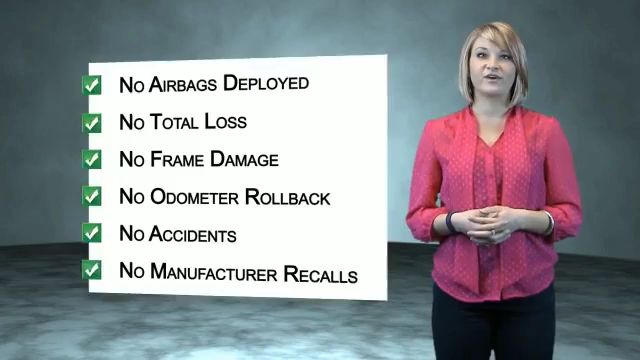 No Airbags Deployed
No Total Loss
No Frame Damage
No Odometer Rollback
No Accidents
No Manufacturer Recalls